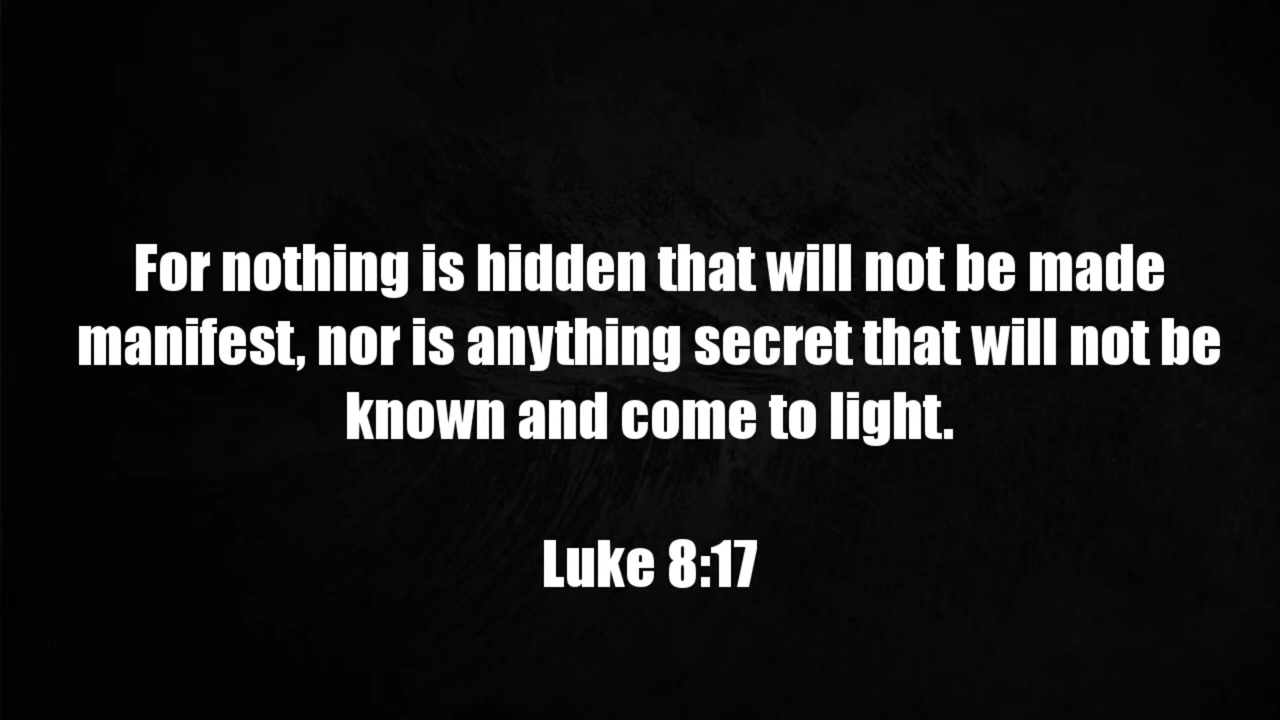 For nothing is hidden that will not be made
manifest, nor is anything secret that will not be
known and come to light.
Luke 8:17